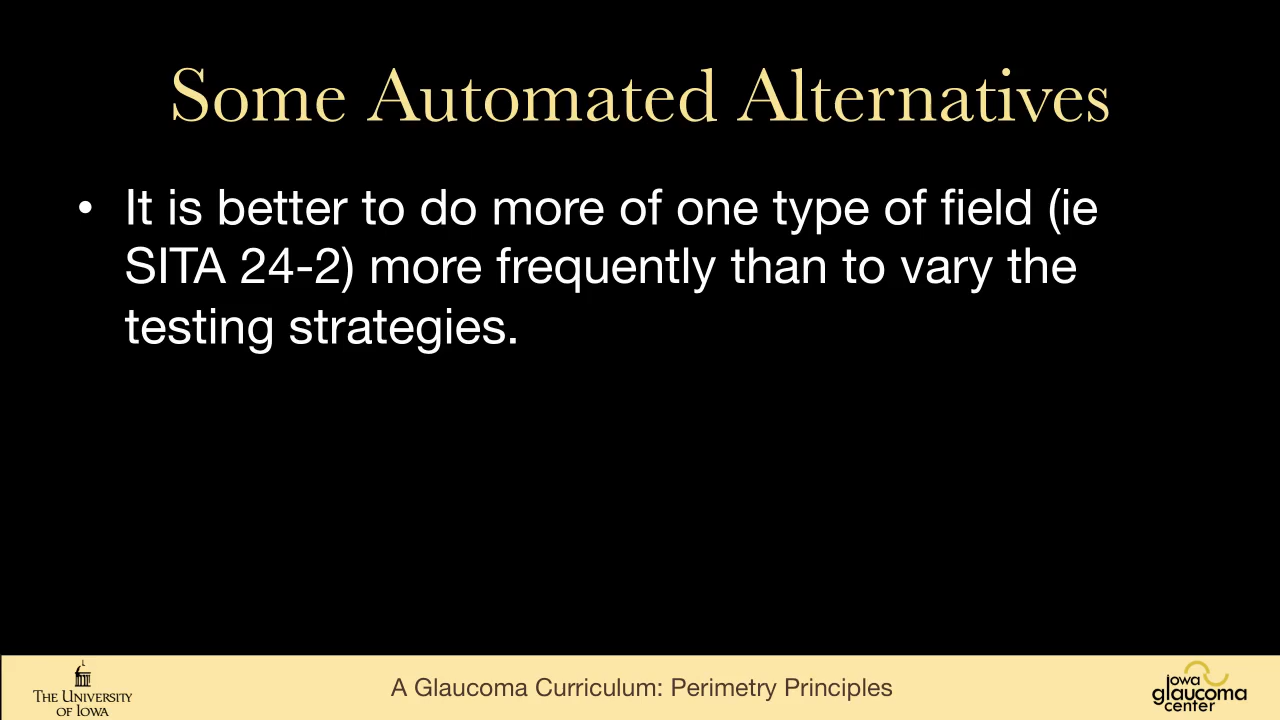 Some Automated Alternatives
• It is better to do more of one type of field (ie
SITA 24-2) more frequently than to vary the
testing strategies.
THE UNIVERSITY
OF IOWA
A Glaucoma Curriculum: Perimetry Principles
iowa
glaucoma
center